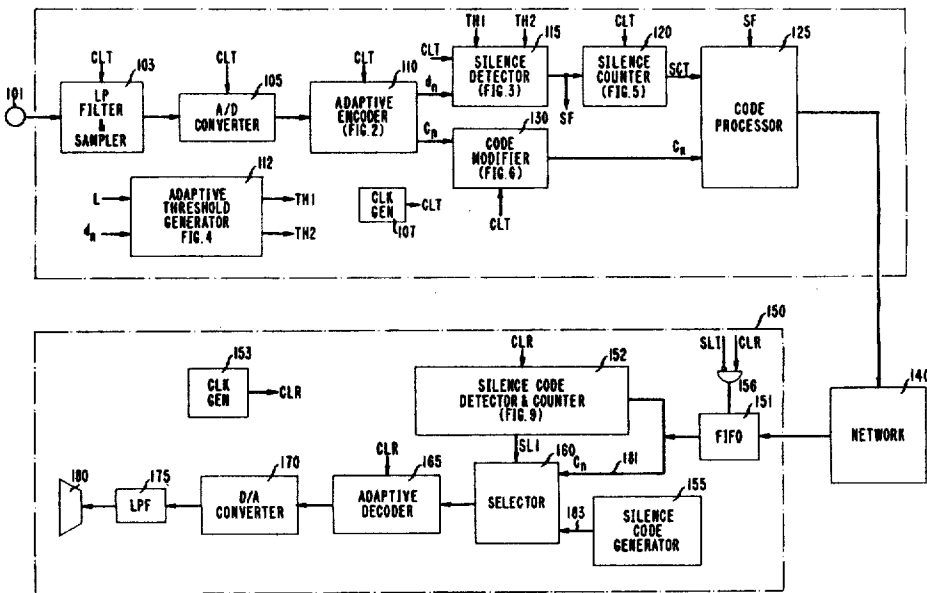 TH1 TH2
115
CLT
120
SF
125
CLT
103
CLT
105
CLT
110
CLT
101
LP
FILTER
&
SAMPLER
A/D
CONVERTER
ADAPTIVE
ENCODER
(FIG.2)
dn
SILENCE
DETECTOR
(FIG.3)
SF
SILENCE
COUNTER
(FIG.5)
SCT
CODE
PROCESSOR
Cn
130
CODE
MODIFIER
(FIG.6)
Cn
CLT
112
L
dn
ADAPTIVE
THRESHOLD
GENERATOR
FIG.4
TH1
TH2
CLK
GEN
CLT
107
150
SLI CLR
156
151
FIFO
140
NETWORK
153
CLK
GEN
CLR
CLR
152
SILENCE CODE
DETECTOR & COUNTER
(FIG.9)
SLI
160
Cn
181
SELECTOR
155
SILENCE
CODE
GENERATOR
183
CLR
165
ADAPTIVE
DECODER
170
D/A
CONVERTER
175
LPF
180